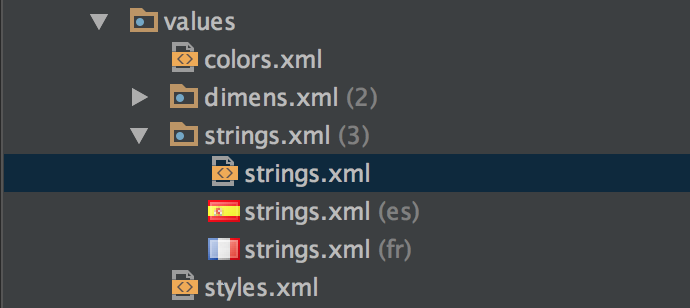 values
colors.xml
dimens.xml (2)
strings.xml (3)
strings.xml
strings.xml (es)
strings.xml (fr)
styles.xml